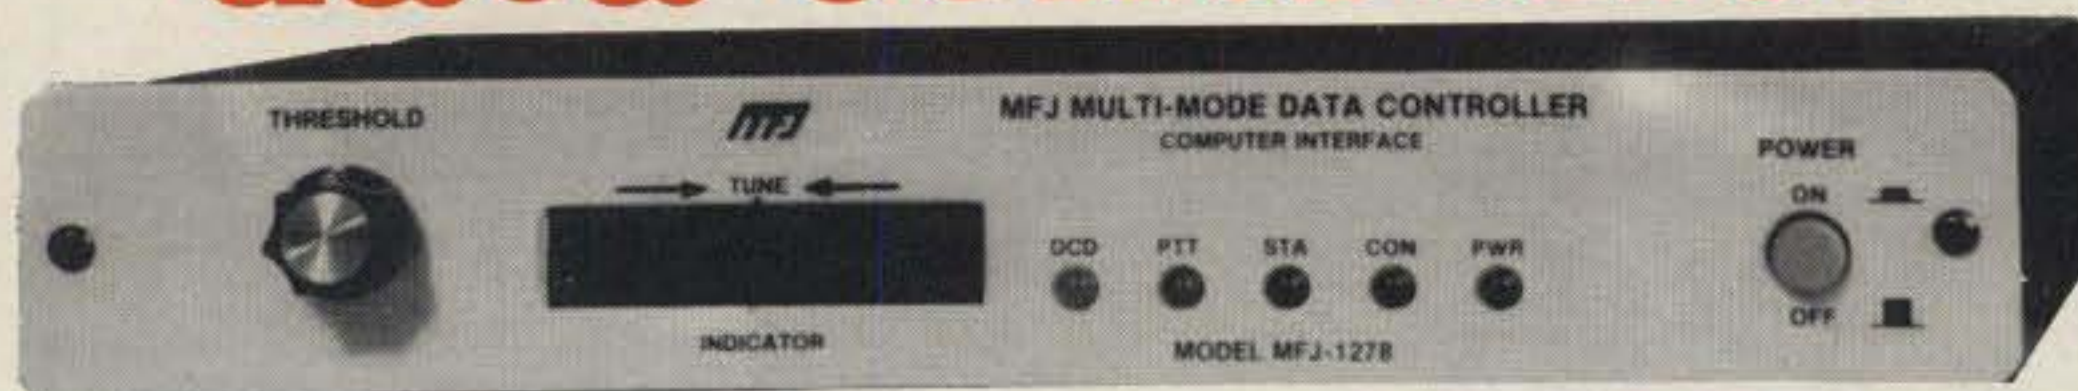 THRESHOLD
MFJ
MFJ MULTI-MODE DATA CONTROLLER
COMPUTER INTERFACE
POWER
TUNE
ON
DCD PTT STA CON PWR
OFF
INDICATOR
MODEL MFJ-1278